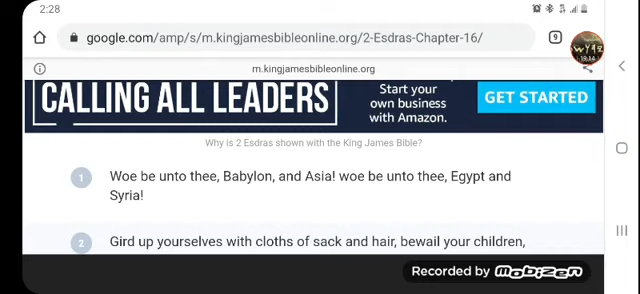 2:28
google.com/amp/s/m.kingjamesbibleonline.org/2-Esdras-Chapter-16/
9
m.kingjamesbibleonline.org
CALLING ALL LEADERS
Start your
own business
with Amazon.
GET STARTED
Why is 2 Esdras shown with the King James Bible?
1 Woe be unto thee, Babylon, and Asia! woe be unto thee, Egypt and
Syria!
2 Gird up yourselves with cloths of sack and hair, bewail your children,
Recorded by mobizen